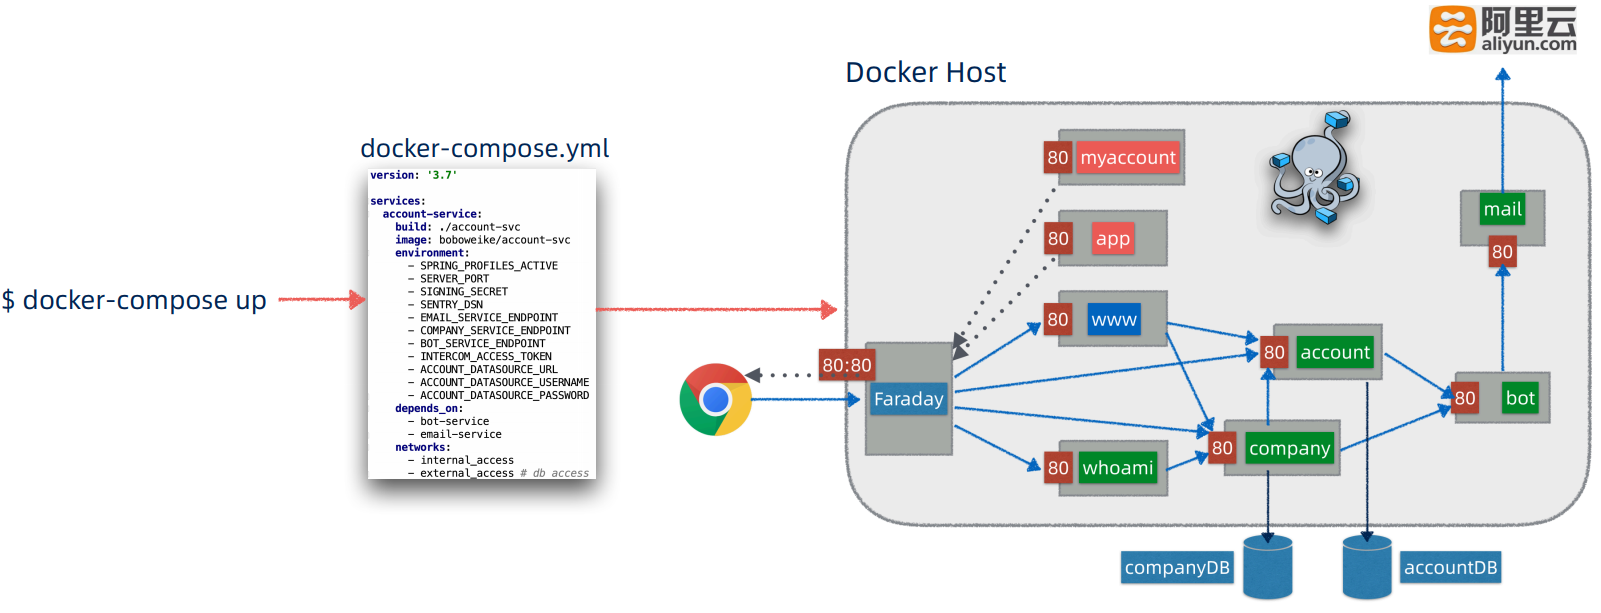 阿里云
aliyun.com
Docker Host
docker-compose.yml
version: '3.7'
services:
account-service:
build: ./account-svc
image: boboweike/account-svc
environment:
- SPRING_PROFILES_ACTIVE
- SERVER_PORT
- SIGNING_SECRET
- SENTRY_DSN
- EMAIL_SERVICE_ENDPOINT
- COMPANY_SERVICE_ENDPOINT
- BOT_SERVICE_ENDPOINT
- INTERCOM_ACCESS_TOKEN
- ACCOUNT_DATASOURCE_URL
- ACCOUNT_DATASOURCE_USERNAME
- ACCOUNT_DATASOURCE_PASSWORD
depends_on:
- bot-service
- email-service
networks:
- internal_access
- external_access # db access
$ docker-compose up
80:80
Faraday
80 myaccount
80 app
80 www
80 whoami
80 account
80 company
mail
80
80 bot
companyDB
accountDB